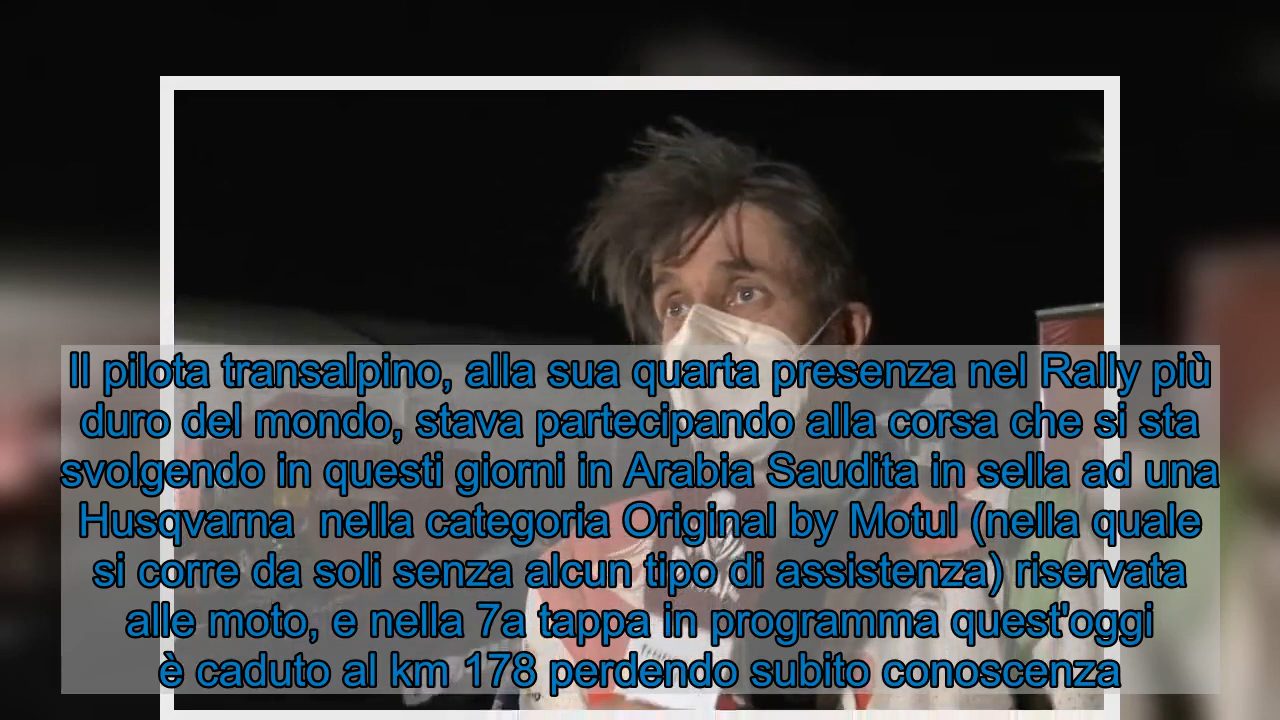 Il pilota transalpino, alla sua quarta presenza nel Rally più
duro del mondo, stava partecipando alla corsa che si sta
svolgendo in questi giorni in Arabia Saudita in sella ad una
Husqvarna  nella categoria Original by Motul (nella quale
si corre da soli senza alcun tipo di assistenza) riservata
alle moto, e nella 7a tappa in programma quest'oggi
è caduto al km 178 perdendo subito conoscenza